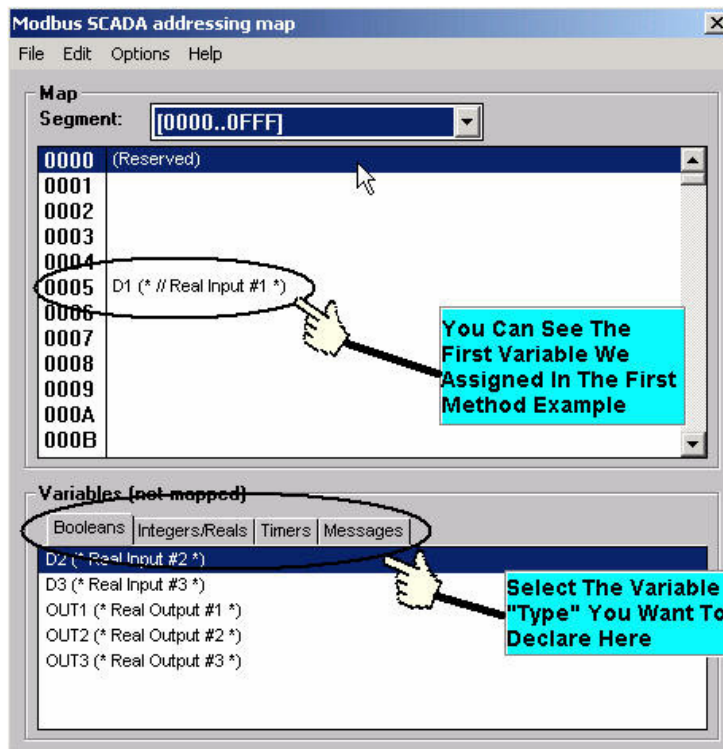 Modbus SCADA addressing map
File Edit Options Help
Map
Segment: [0000..0FFF]
0000 (Reserved)
0001
0002
0003
0004
0005 D1 (* // Real Input #1 *)
0006
0007
0008
0009
000A
000B
You Can See The
First Variable We
Assigned In The First
Method Example
Variables (not mapped)
Booleans Integers/Reals Timers Messages
D2 (* Real Input #2 *)
D3 (* Real Input #3 *)
OUT1 (* Real Output #1 *)
OUT2 (* Real Output #2 *)
OUT3 (* Real Output #3 *)
Select The Variable
"Type" You Want To
Declare Here